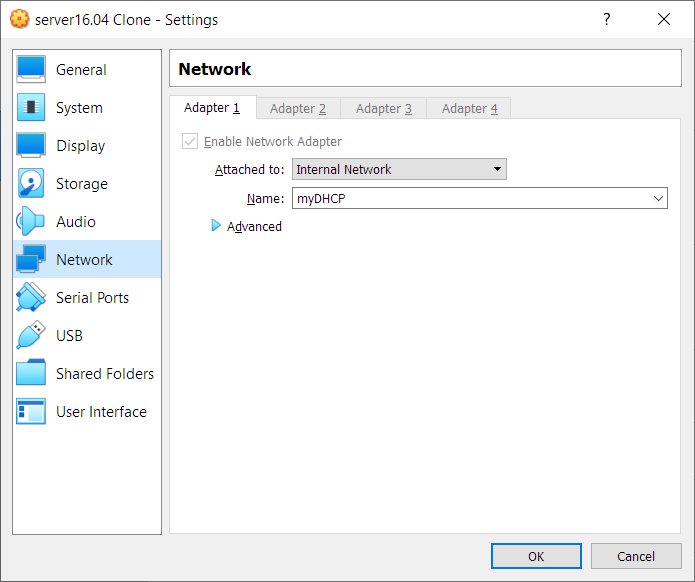 server16.04 Clone - Settings
?
General
System
Display
Storage
Audio
Network
Serial Ports
USB
Shared Folders
User Interface
Network
Adapter 1
Adapter 2
Adapter 3
Adapter 4
Enable Network Adapter
Attached to: Internal Network
Name: myDHCP
Advanced
OK
Cancel